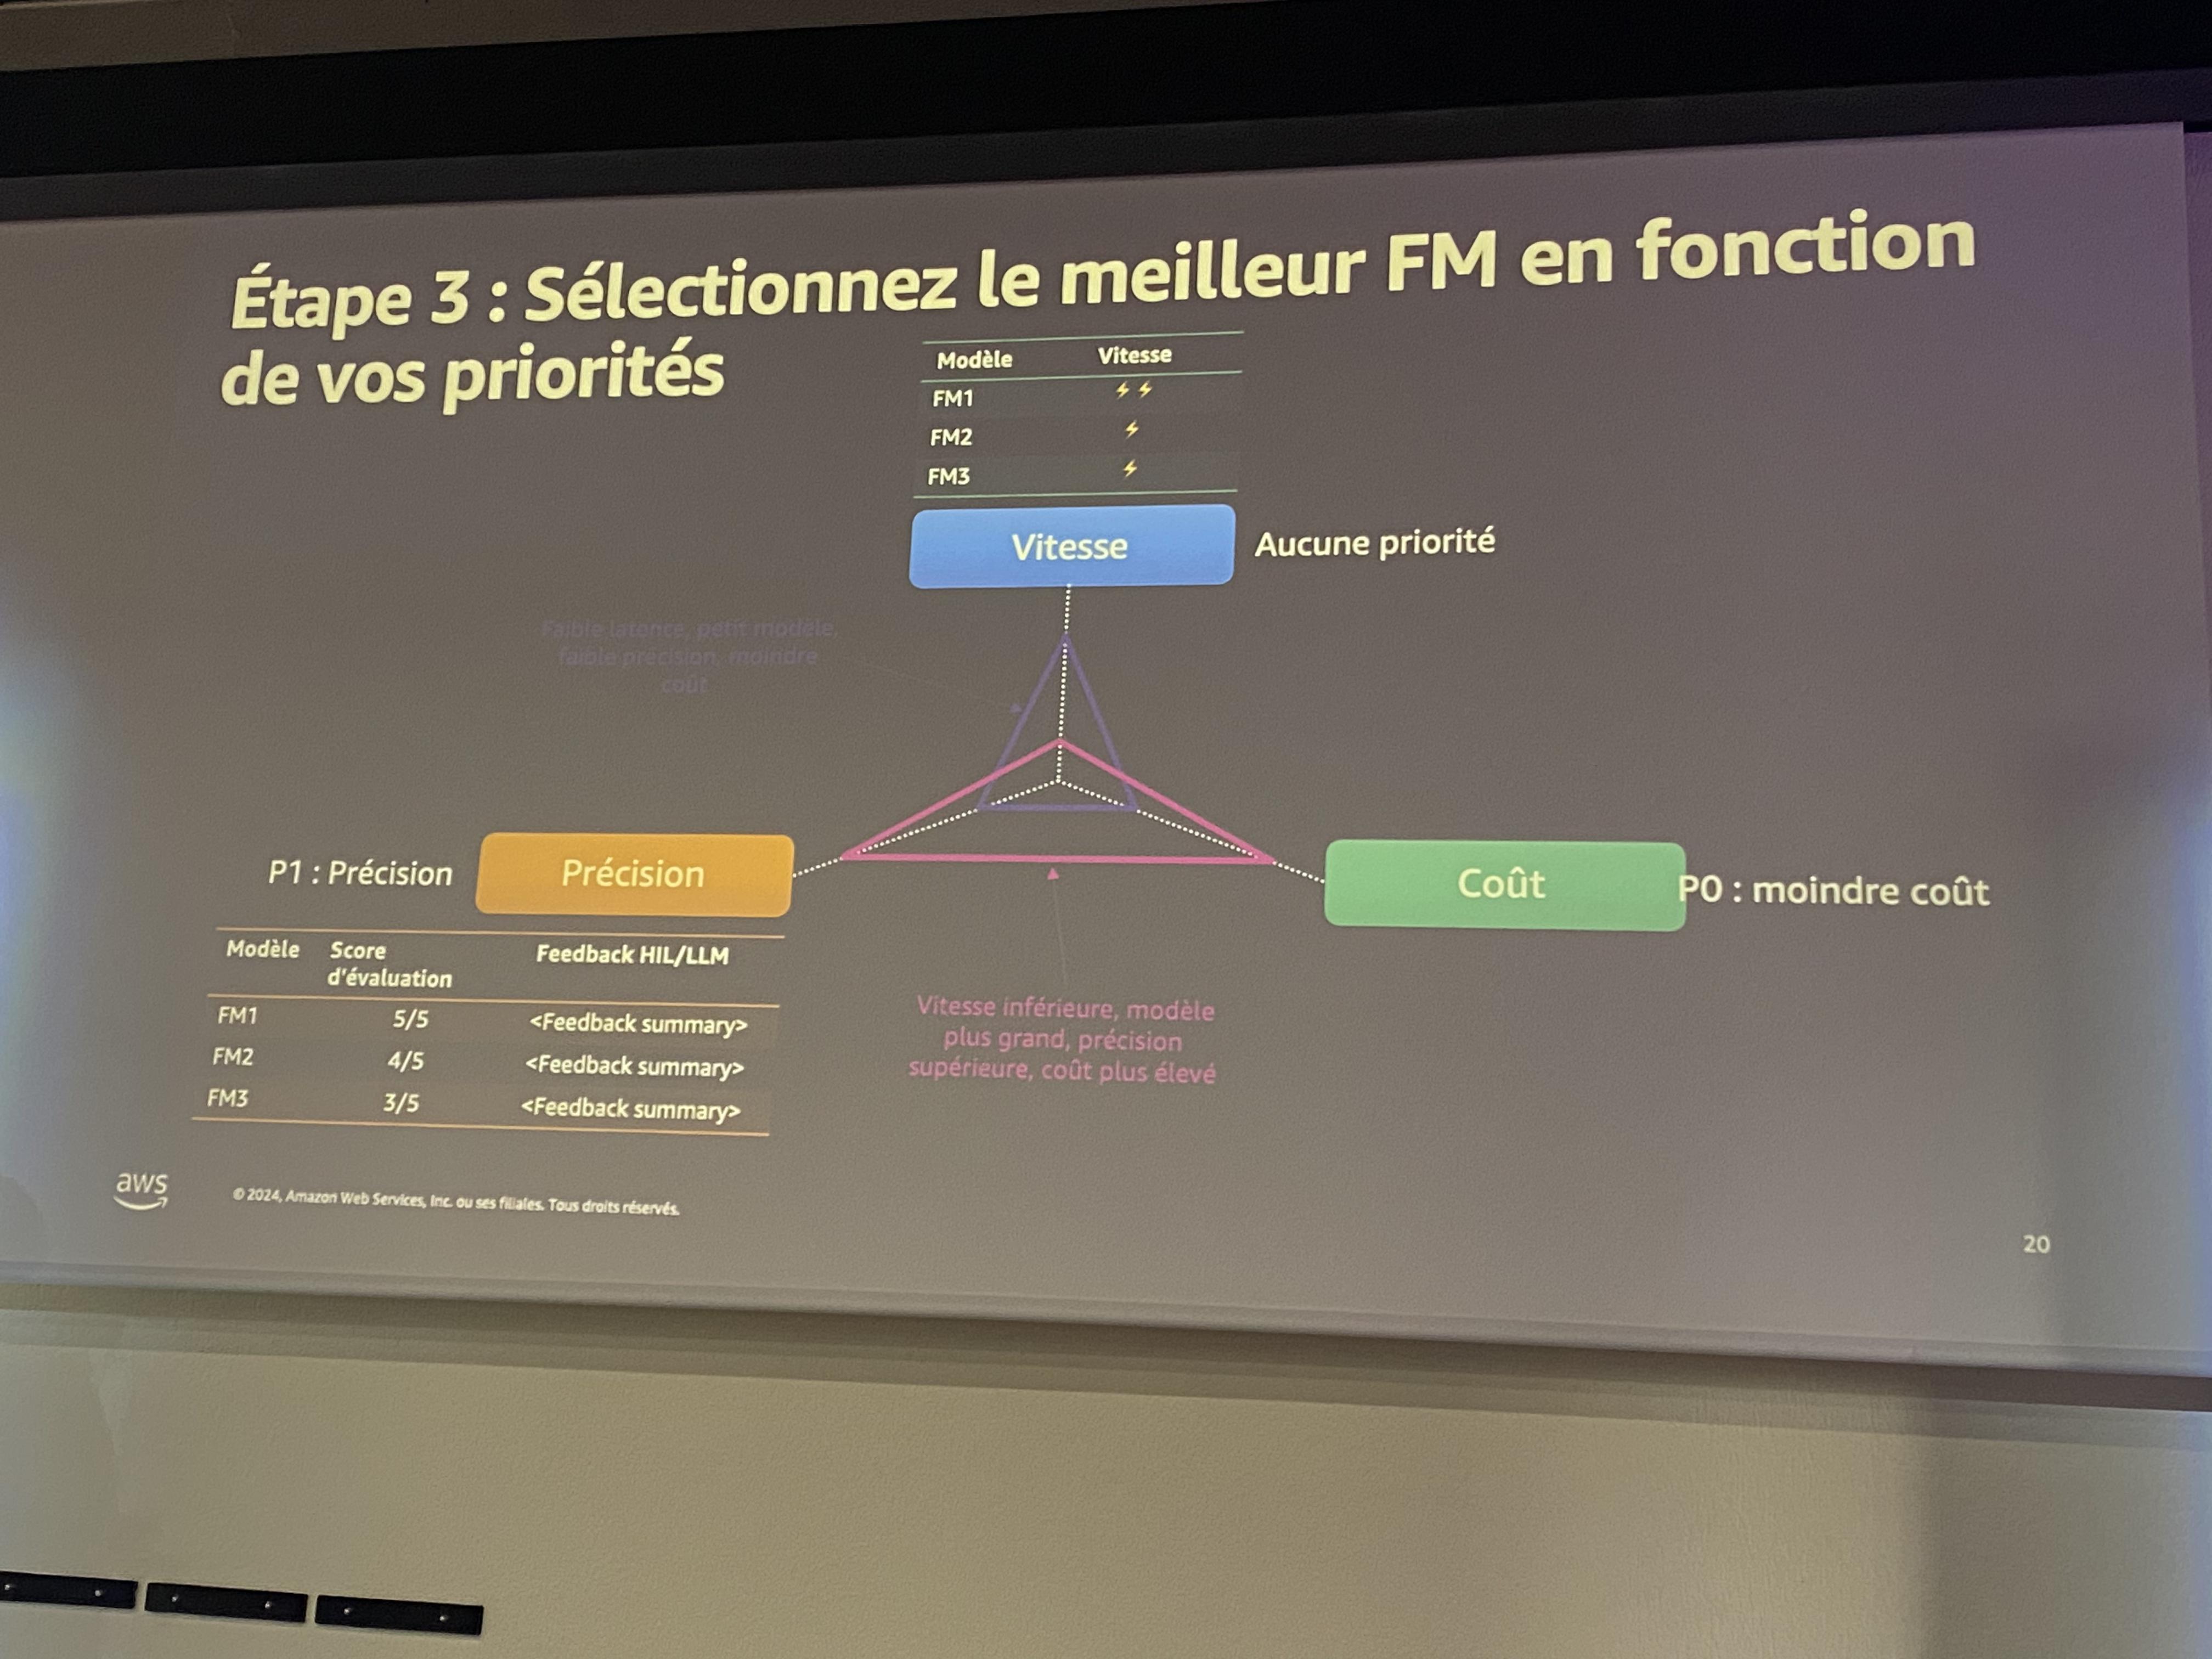 Étape 3 : Sélectionnez le meilleur FM en fonction
de vos priorités
Modèle Vitesse
FM1 ⚡⚡
FM2 ⚡
FM3 ⚡
Vitesse
Aucune priorité
Faible latence, petit modèle,
faible précision, moindre
coût
P1 : Précision
Précision
Coût
P0 : moindre coût
Modèle Score Feedback HIL/LLM
d'évaluation
FM1 5/5 <Feedback summary>
FM2 4/5 <Feedback summary>
FM3 3/5 <Feedback summary>
Vitesse inférieure, modèle
plus grand, précision
supérieure, coût plus élevé
aws
© 2024, Amazon Web Services, Inc. ou ses filiales. Tous droits réservés.
20